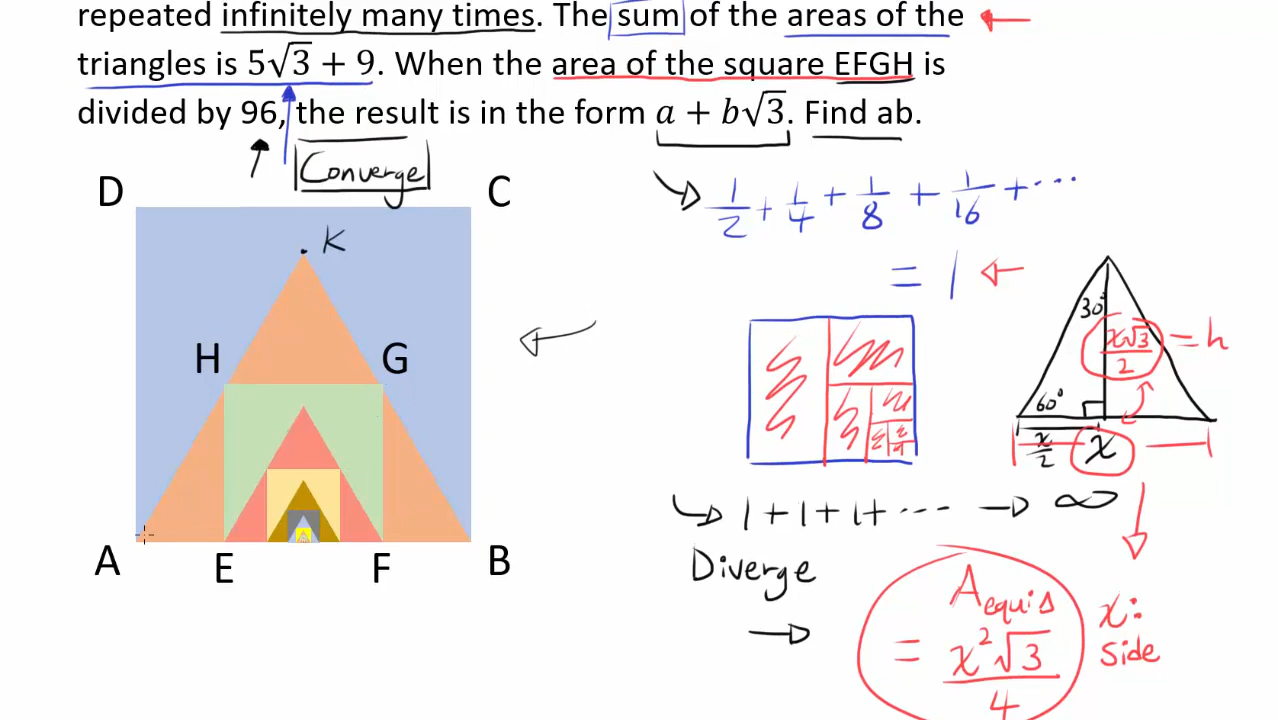 repeated infinitely many times. The sum of the areas of the
triangles is 5√3 + 9. When the area of the square EFGH is
divided by 96, the result is in the form a + b√3. Find ab.
Converge
D
C
K
H
G
A
E
F
B
1/2 + 1/4 + 1/8 + 1/16 + ...
= 1
30°
x√3/2 = h
60°
x/2
x
1 + 1 + 1 + ... → ∞
Diverge
A equi Δ
= x²√3/4
x:
side